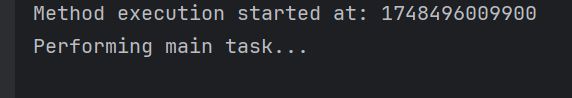 Method execution started at: 1748496009900
Performing main task...